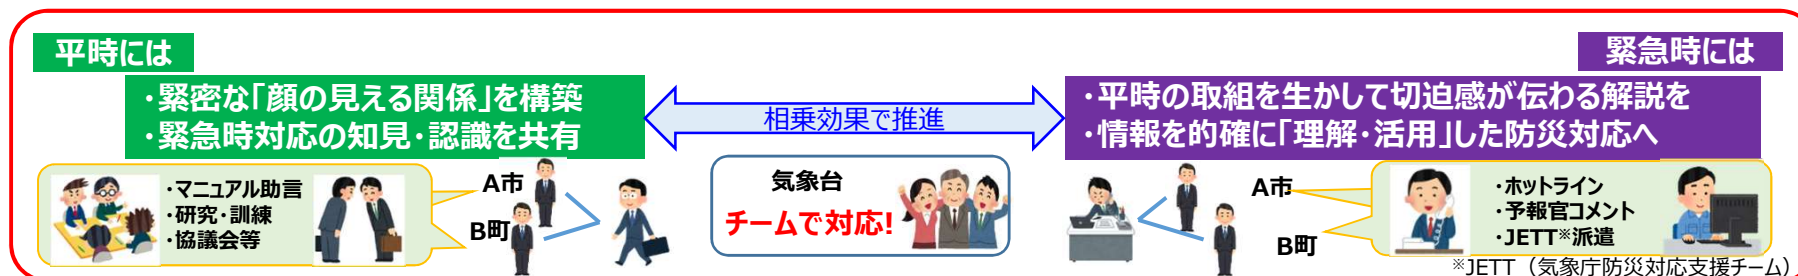 平時には
・緊密な「顔の見える関係」を構築
・緊急時対応の知見・認識を共有
・マニュアル助言
・研究・訓練
・協議会等
A市
B町
相乗効果で推進
気象台
チームで対応!
緊急時には
・平時の取組を生かして切迫感が伝わる解説を
・情報を的確に「理解・活用」した防災対応へ
A市
B町
・ホットライン
・予報官コメント
・JETT※派遣
※JETT（気象庁防災対応支援チーム）